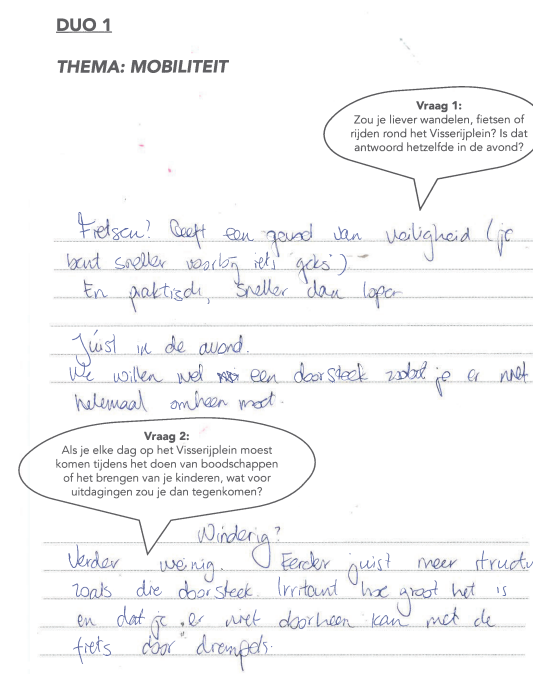 DUO 1
THEMA: MOBILITEIT
Vraag 1:
Zou je liever wandelen, fietsen of
rijden rond het Visserijplein? Is dat
antwoord hetzelfde in de avond?
Fietsen? Geeft een gevoel van veiligheid (je
bent sneller voorbij iets 'geks')
En praktisch, sneller dan lopen
Júist in de avond.
We willen wel een doorsteek zodat je er niet
helemaal omheen moet.
Vraag 2:
Als je elke dag op het Visserijplein moest
komen tijdens het doen van boodschappen
of het brengen van je kinderen, wat voor
uitdagingen zou je dan tegenkomen?
Winderig?
Verder weinig. Eerder juist meer structu
zoals die doorsteek. Irritant hoe groot het is
en dat je er niet doorheen kan met de
fiets door drempels.